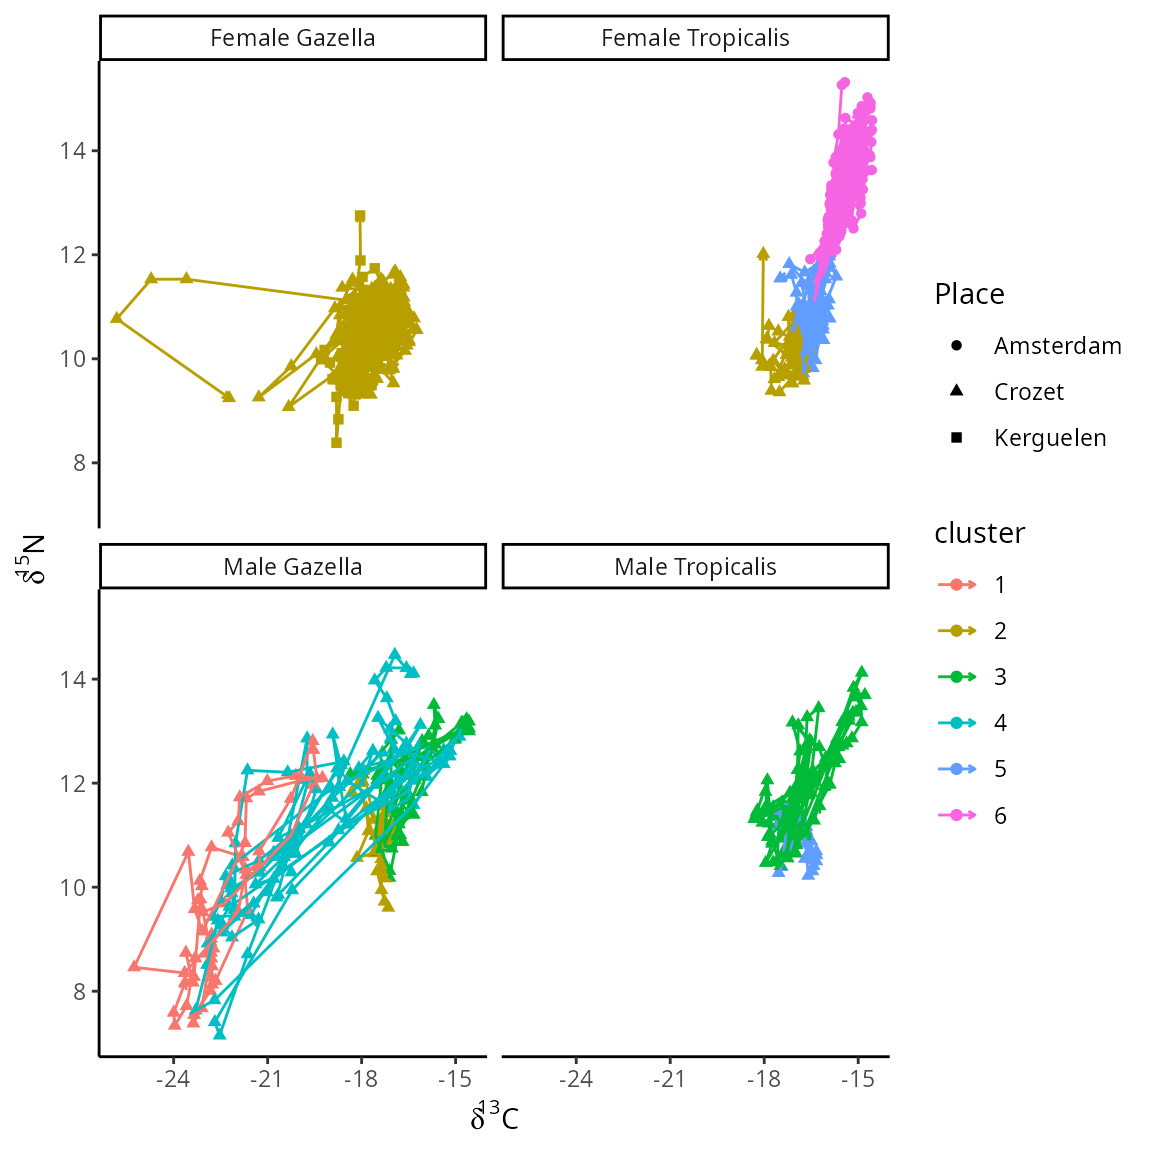 Female Gazella
Female Tropicalis
14
12
10
8
Male Gazella
Male Tropicalis
14
12
10
8
-24
-21
-18
-15
-24
-21
-18
-15
δ¹³C
δ¹⁵N
Place
Amsterdam
Crozet
Kerguelen
cluster
1
2
3
4
5
6